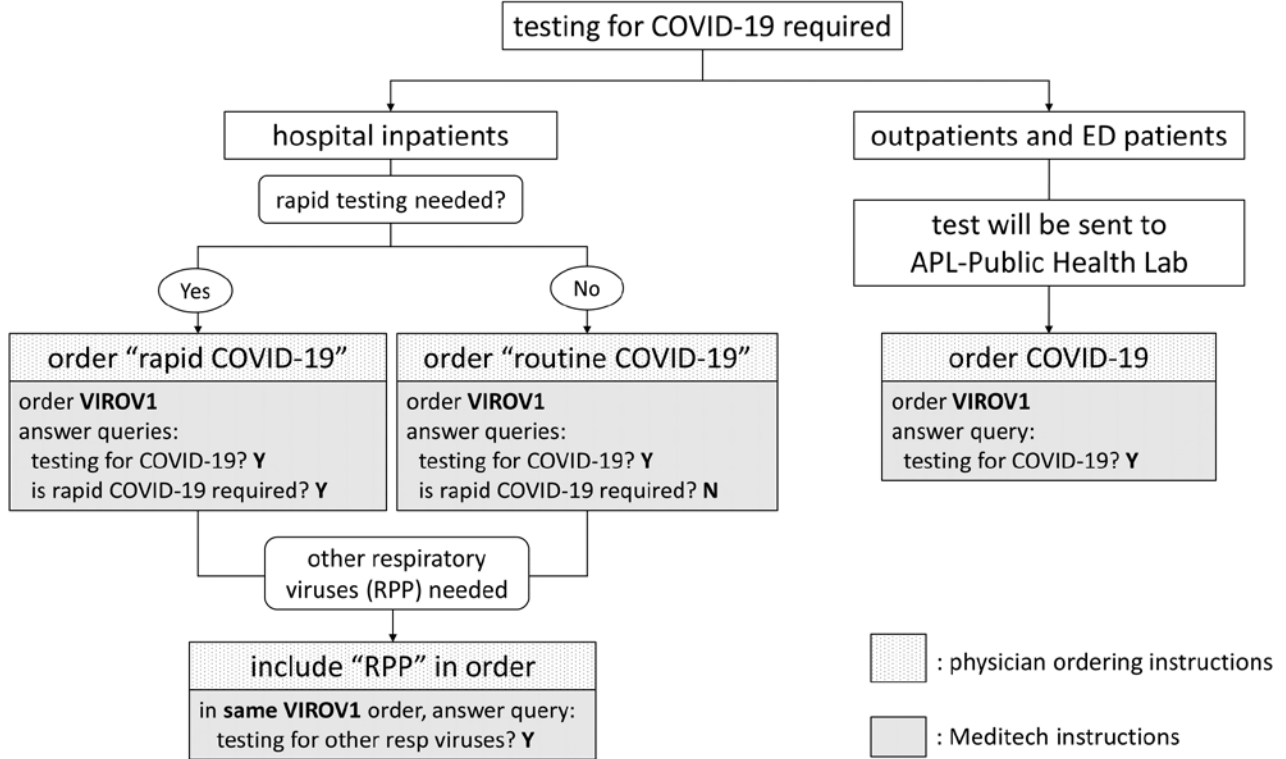 testing for COVID-19 required
hospital inpatients
outpatients and ED patients
rapid testing needed?
test will be sent to
APL-Public Health Lab
Yes
No
order “rapid COVID-19”
order VIROV1
answer queries:
testing for COVID-19? Y
is rapid COVID-19 required? Y
order “routine COVID-19”
order VIROV1
answer queries:
testing for COVID-19? Y
is rapid COVID-19 required? N
order COVID-19
order VIROV1
answer query:
testing for COVID-19? Y
other respiratory
viruses (RPP) needed
include “RPP” in order
in same VIROV1 order, answer query:
testing for other resp viruses? Y
: physician ordering instructions
: Meditech instructions